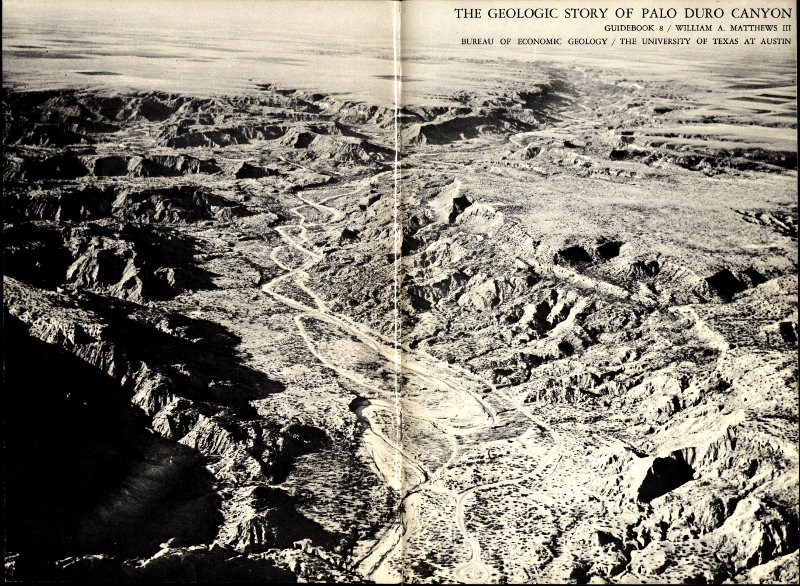 THE GEOLOGIC STORY OF PALO DURO CANYON
GUIDEBOOK 8 / WILLIAM A. MATTHEWS III
BUREAU OF ECONOMIC GEOLOGY / THE UNIVERSITY OF TEXAS AT AUSTIN